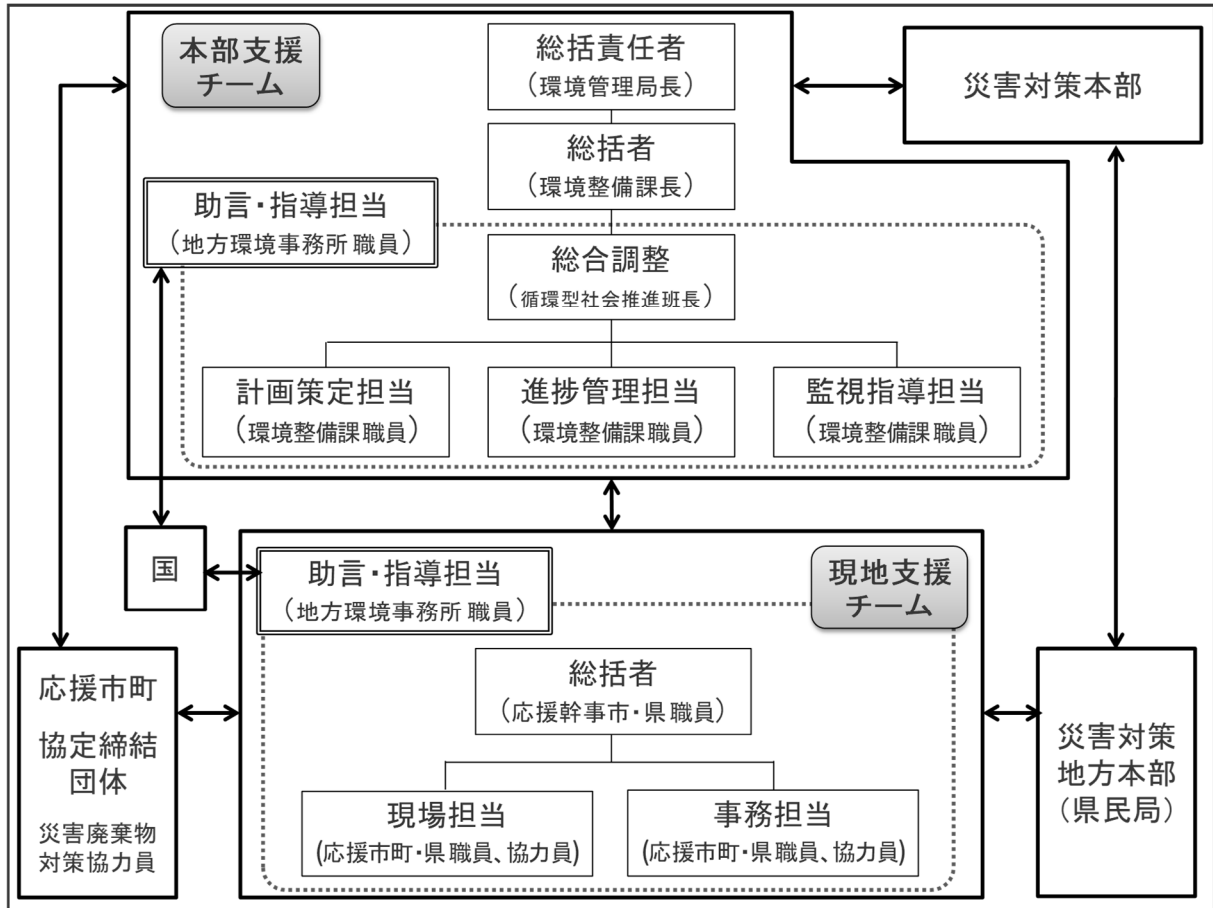 本部支援
チーム
総括責任者
（環境管理局長）
災害対策本部
総括者
（環境整備課長）
助言・指導担当
（地方環境事務所職員）
総合調整
（循環型社会推進班長）
計画策定担当
（環境整備課職員）
進捗管理担当
（環境整備課職員）
監視指導担当
（環境整備課職員）
国
助言・指導担当
（地方環境事務所職員）
現地支援
チーム
総括者
（応援幹事市・県職員）
現場担当
(応援市町・県職員、協力員)
事務担当
(応援市町・県職員、協力員)
応援市町
協定締結
団体
災害廃棄物
対策協力員
災害対策
地方本部
（県民局）